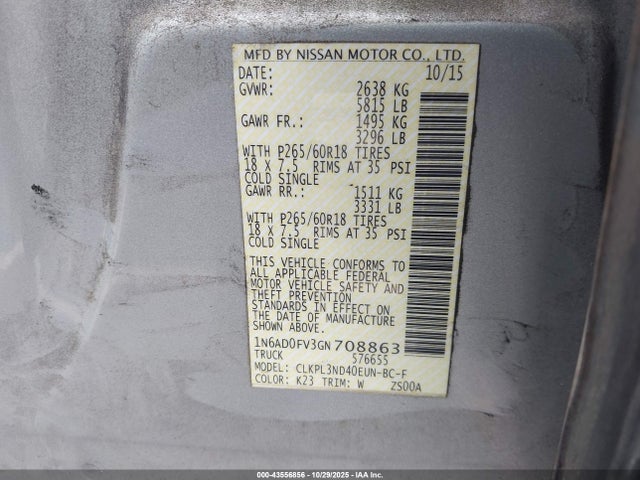 MFD BY NISSAN MOTOR CO., LTD.
DATE: 10/15
GVWR: 2638 KG
5815 LB
GAWR FR.: 1495 KG
3296 LB
WITH P265/60R18 TIRES
18 X 7.5 RIMS AT 35 PSI
COLD SINGLE
GAWR RR.: 1511 KG
3331 LB
WITH P265/60R18 TIRES
18 X 7.5 RIMS AT 35 PSI
COLD SINGLE
THIS VEHICLE CONFORMS TO
ALL APPLICABLE FEDERAL
MOTOR VEHICLE SAFETY AND
THEFT PREVENTION
STANDARDS IN EFFECT ON
THE DATE OF MANUFACTURE
SHOWN ABOVE.
1N6AD0FV3GN708863
TRUCK 576655
MODEL: CLKPL3ND40EUN-BC-F
COLOR: K23 TRIM: W ZS00A
000-43556856 | 10/29/2025 | IAA Inc.